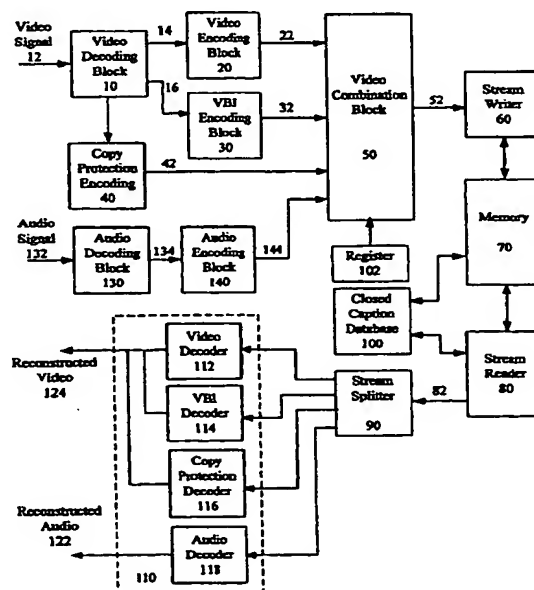 Video
Signal
12
Video
Decoding
Block
10
14
16
Video
Encoding
Block
20
22
VBI
Encoding
Block
30
32
Copy
Protection
Encoding
40
42
Video
Combination
Block
50
52
Stream
Writer
60
Memory
70
Audio
Signal
132
Audio
Decoding
Block
130
134
Audio
Encoding
Block
140
144
Register
102
Closed
Caption
Database
100
Stream
Reader
80
82
Stream
Splitter
90
Video
Decoder
112
VBI
Decoder
114
Copy
Protection
Decoder
116
Audio
Decoder
118
110
Reconstructed
Video
124
Reconstructed
Audio
122